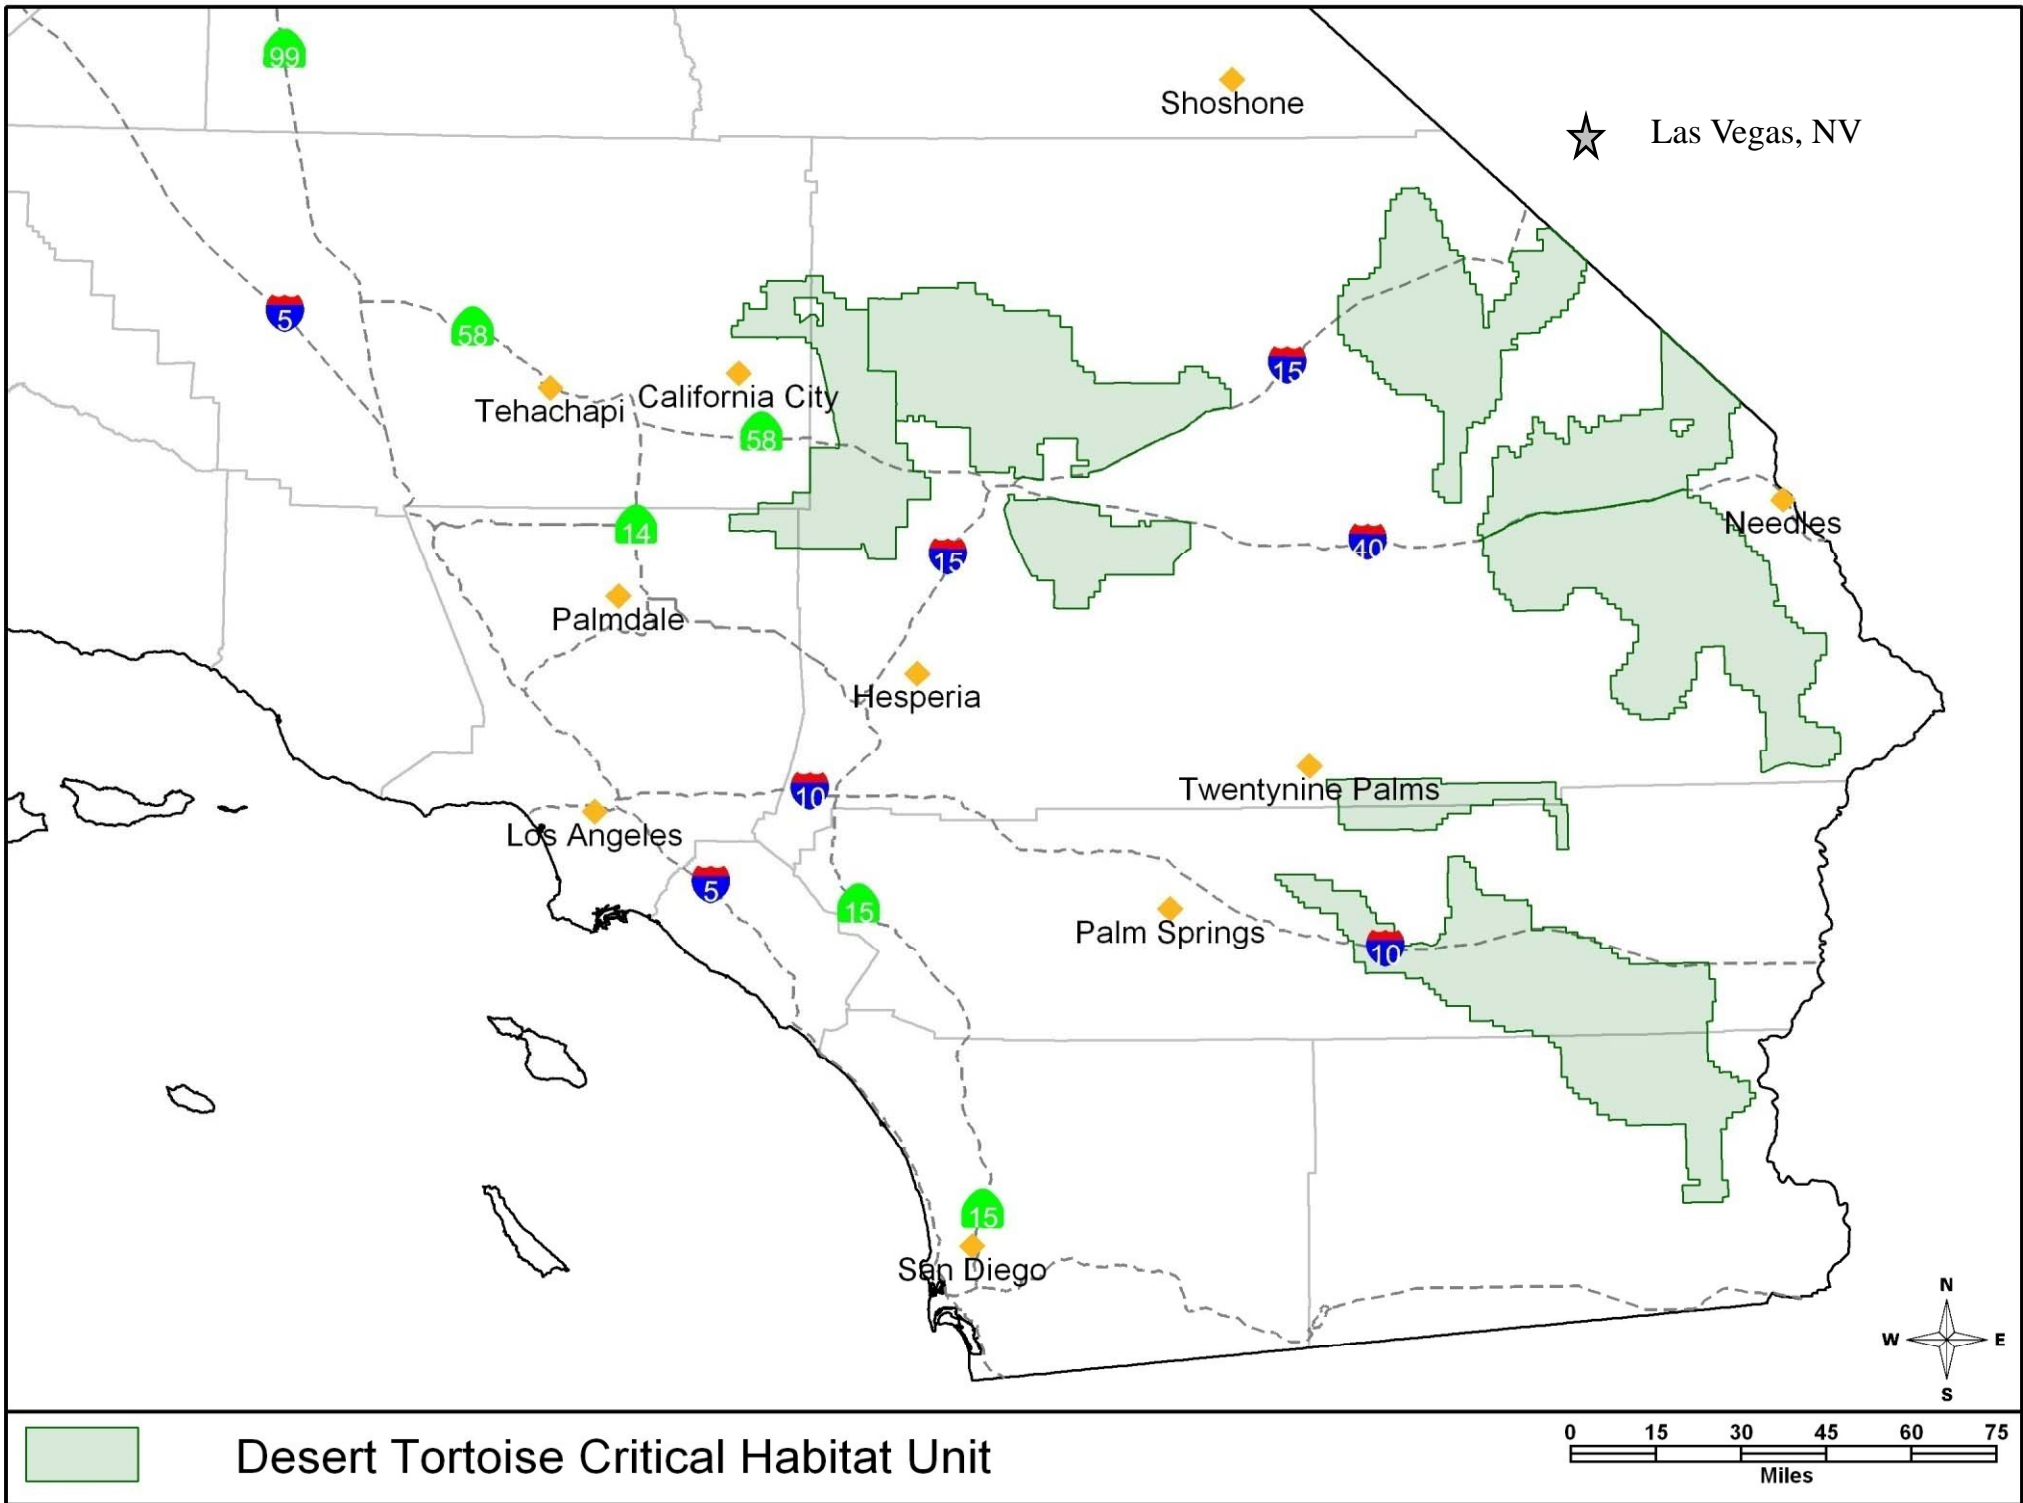 99
Shoshone
Las Vegas, NV
5
58
15
Tehachapi
California City
58
14
15
40
Needles
Palmdale
Hesperia
10
Twentynine Palms
Los Angeles
5
15
Palm Springs
10
15
San Diego
N
W E
S
Desert Tortoise Critical Habitat Unit
0 15 30 45 60 75
Miles